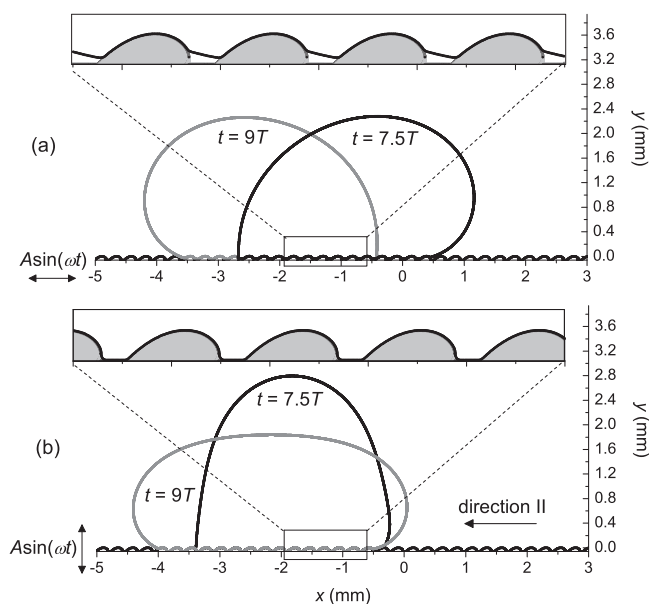 3.6
3.2
2.8
2.4
2.0
1.6
1.2
0.8
0.4
0.0
y (mm)
(a)
t = 9T
t = 7.5T
Asin(ωt)
-5 -4 -3 -2 -1 0 1 2 3
3.6
3.2
2.8
2.4
2.0
1.6
1.2
0.8
0.4
0.0
y (mm)
(b)
t = 7.5T
t = 9T
direction II
Asin(ωt)
-5 -4 -3 -2 -1 0 1 2 3
x (mm)